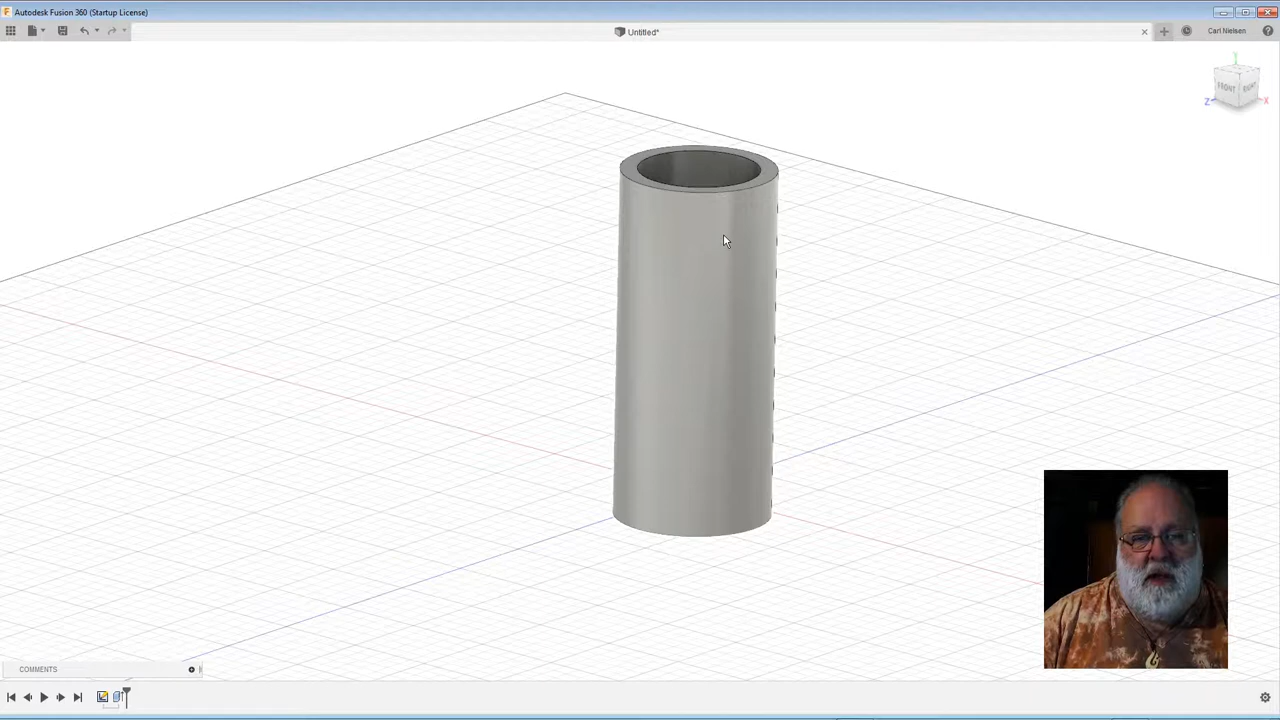 Autodesk Fusion 360 (Startup License)
Untitled*
Carl Nielsen
Y
FRONT
RIGHT
Z
X
COMMENTS